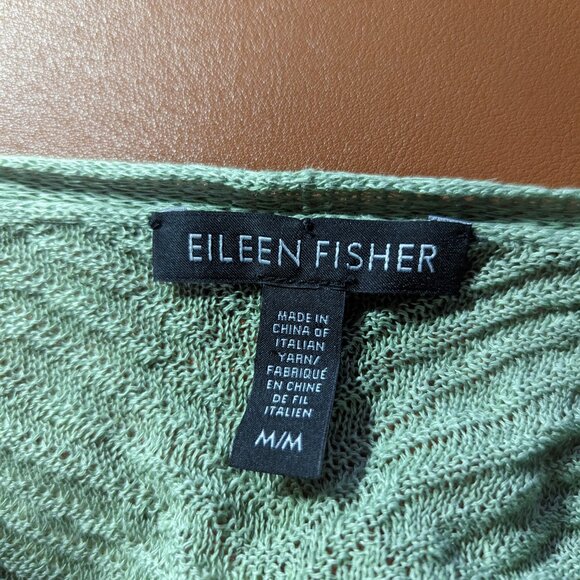 EILEEN FISHER
MADE IN
CHINA OF
ITALIAN
YARN/
FABRIQUÉ
EN CHINE
DE FIL
ITALIEN
M/M